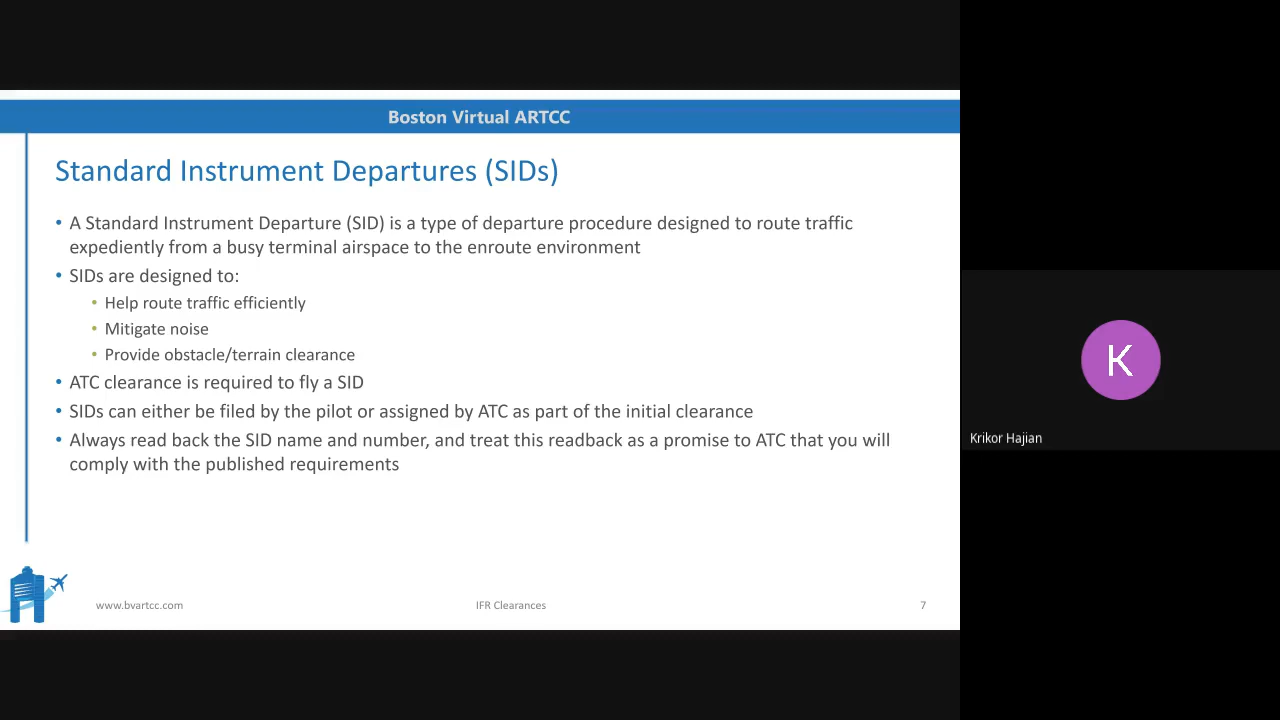 Boston Virtual ARTCC
Standard Instrument Departures (SIDs)
• A Standard Instrument Departure (SID) is a type of departure procedure designed to route traffic
expediently from a busy terminal airspace to the enroute environment
• SIDs are designed to:
• Help route traffic efficiently
• Mitigate noise
• Provide obstacle/terrain clearance
• ATC clearance is required to fly a SID
• SIDs can either be filed by the pilot or assigned by ATC as part of the initial clearance
• Always read back the SID name and number, and treat this readback as a promise to ATC that you will
comply with the published requirements
www.bvartcc.com
IFR Clearances
7
K
Krikor Hajian